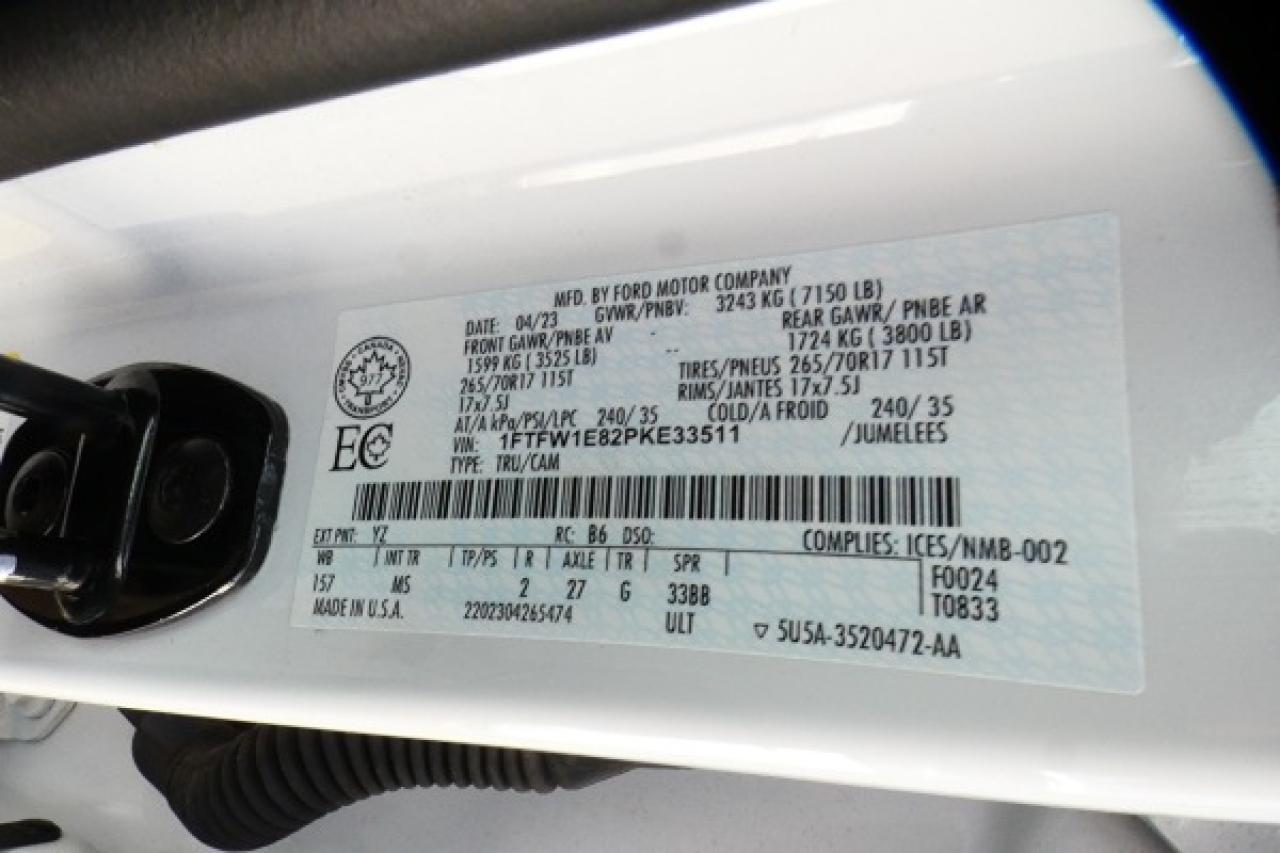 MFD. BY FORD MOTOR COMPANY
DATE: 04/23 GVWR/PNBV: 3243 KG ( 7150 LB)
FRONT GAWR/PNBE AV REAR GAWR/ PNBE AR
1599 KG ( 3525 LB) 1724 KG ( 3800 LB)
265/70R17 115T TIRES/PNEUS 265/70R17 115T
17x7.5J RIMS/JANTES 17x7.5J
AT/A kPa/PSI/LPC 240/ 35 COLD/A FROID 240/ 35
VIN: 1FTFW1E82PKE33511 /JUMELEES
TYPE: TRU/CAM
CANADA
977
TRANSPORT
EC
EXT PNT: YZ RC: B6 DSO: COMPLIES: ICES/NMB-002
WB INT TR TP/PS R AXLE TR SPR F0024
157 MS 2 27 G 33BB T0833
MADE IN U.S.A. 2202304265474 ULT ▽ 5U5A-3520472-AA